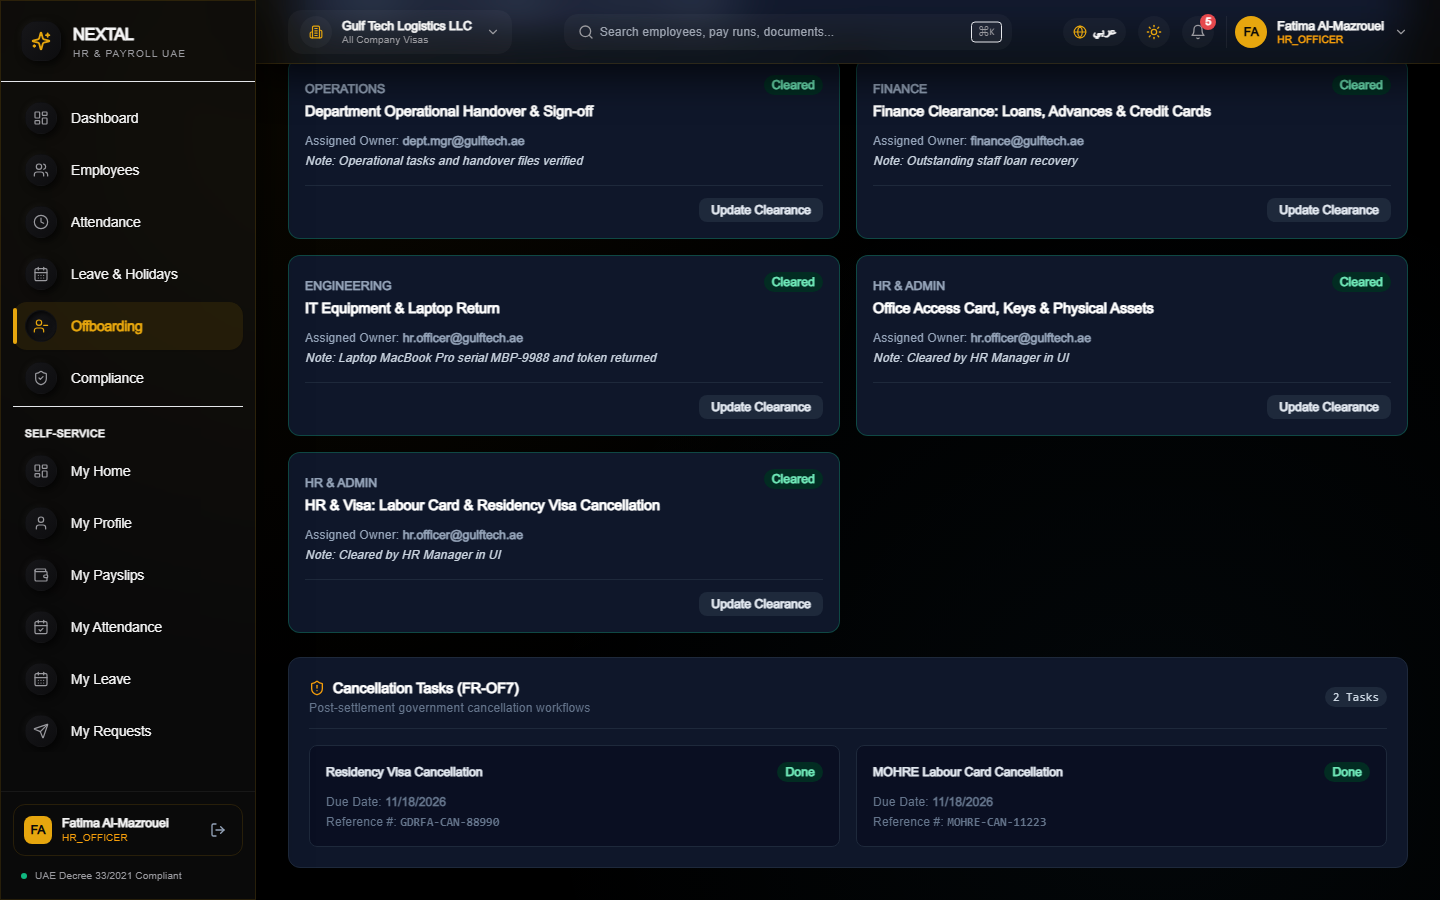 NEXTAL
HR & PAYROLL UAE
Dashboard
Employees
Attendance
Leave & Holidays
Offboarding
Compliance
SELF-SERVICE
My Home
My Profile
My Payslips
My Attendance
My Leave
My Requests
FA
Fatima Al-Mazrouei
HR_OFFICER
UAE Decree 33/2021 Compliant
Gulf Tech Logistics LLC
All Company Visas
Search employees, pay runs, documents...
⌘K
عربي
5
FA
Fatima Al-Mazrouei
HR_OFFICER
OPERATIONS
Cleared
Department Operational Handover & Sign-off
Assigned Owner: dept.mgr@gulftech.ae
Note: Operational tasks and handover files verified
Update Clearance
FINANCE
Cleared
Finance Clearance: Loans, Advances & Credit Cards
Assigned Owner: finance@gulftech.ae
Note: Outstanding staff loan recovery
Update Clearance
ENGINEERING
Cleared
IT Equipment & Laptop Return
Assigned Owner: hr.officer@gulftech.ae
Note: Laptop MacBook Pro serial MBP-9988 and token returned
Update Clearance
HR & ADMIN
Cleared
Office Access Card, Keys & Physical Assets
Assigned Owner: hr.officer@gulftech.ae
Note: Cleared by HR Manager in UI
Update Clearance
HR & ADMIN
Cleared
HR & Visa: Labour Card & Residency Visa Cancellation
Assigned Owner: hr.officer@gulftech.ae
Note: Cleared by HR Manager in UI
Update Clearance
Cancellation Tasks (FR-OF7)
Post-settlement government cancellation workflows
2 Tasks
Residency Visa Cancellation
Done
Due Date: 11/18/2026
Reference #: GDRFA-CAN-88990
MOHRE Labour Card Cancellation
Done
Due Date: 11/18/2026
Reference #: MOHRE-CAN-11223